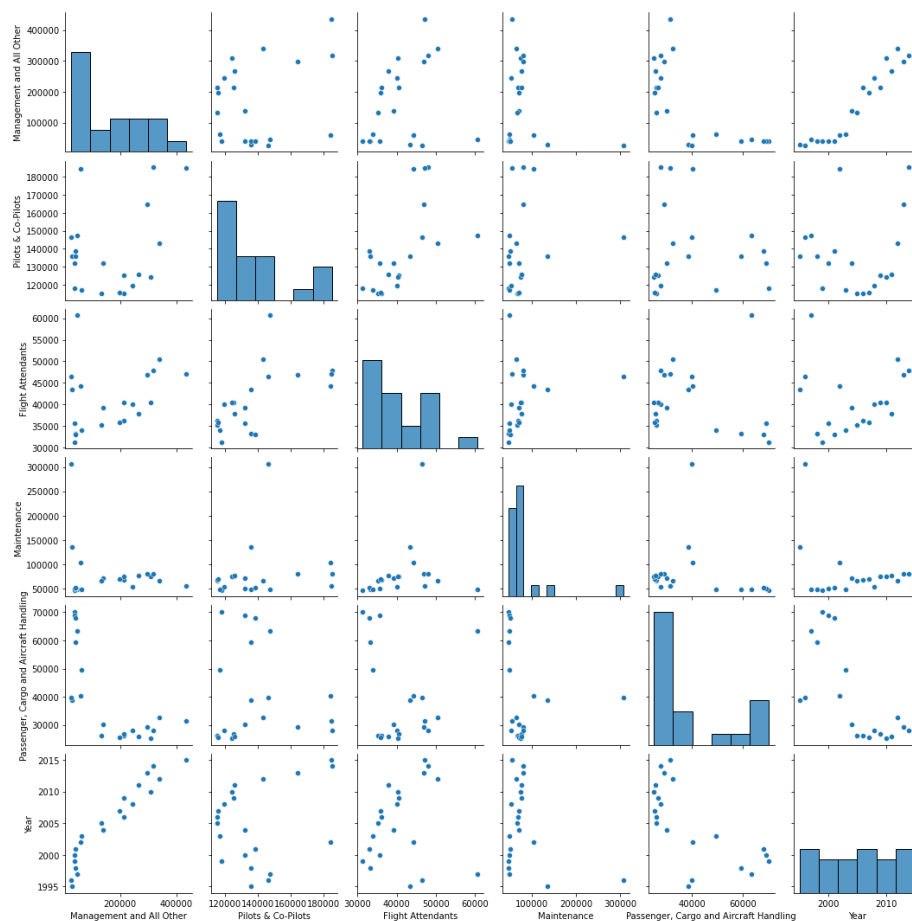 Management and All Other
400000
300000
200000
100000
Pilots & Co-Pilots
180000
170000
160000
150000
140000
130000
120000
Flight Attendants
60000
55000
50000
45000
40000
35000
30000
Maintenance
300000
250000
200000
150000
100000
50000
Passenger, Cargo and Aircraft Handling
70000
60000
50000
40000
30000
Year
2015
2010
2005
2000
1995
200000 400000
120000 140000 160000 180000
30000 40000 50000 60000
0 100000 200000 300000
40000 60000
2000 2010
Management and All Other
Pilots & Co-Pilots
Flight Attendants
Maintenance
Passenger, Cargo and Aircraft Handling
Year